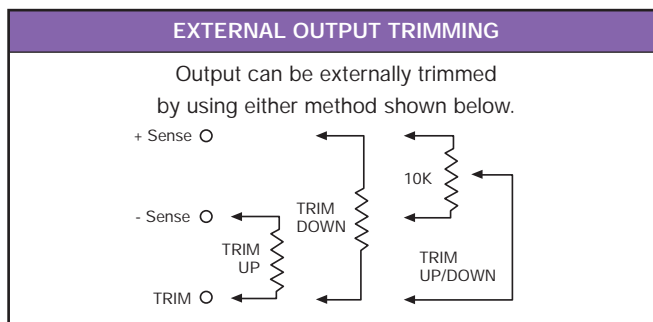 EXTERNAL OUTPUT TRIMMING
Output can be externally trimmed
by using either method shown below.
+ Sense
- Sense
TRIM
TRIM
UP
TRIM
DOWN
10K
TRIM
UP/DOWN